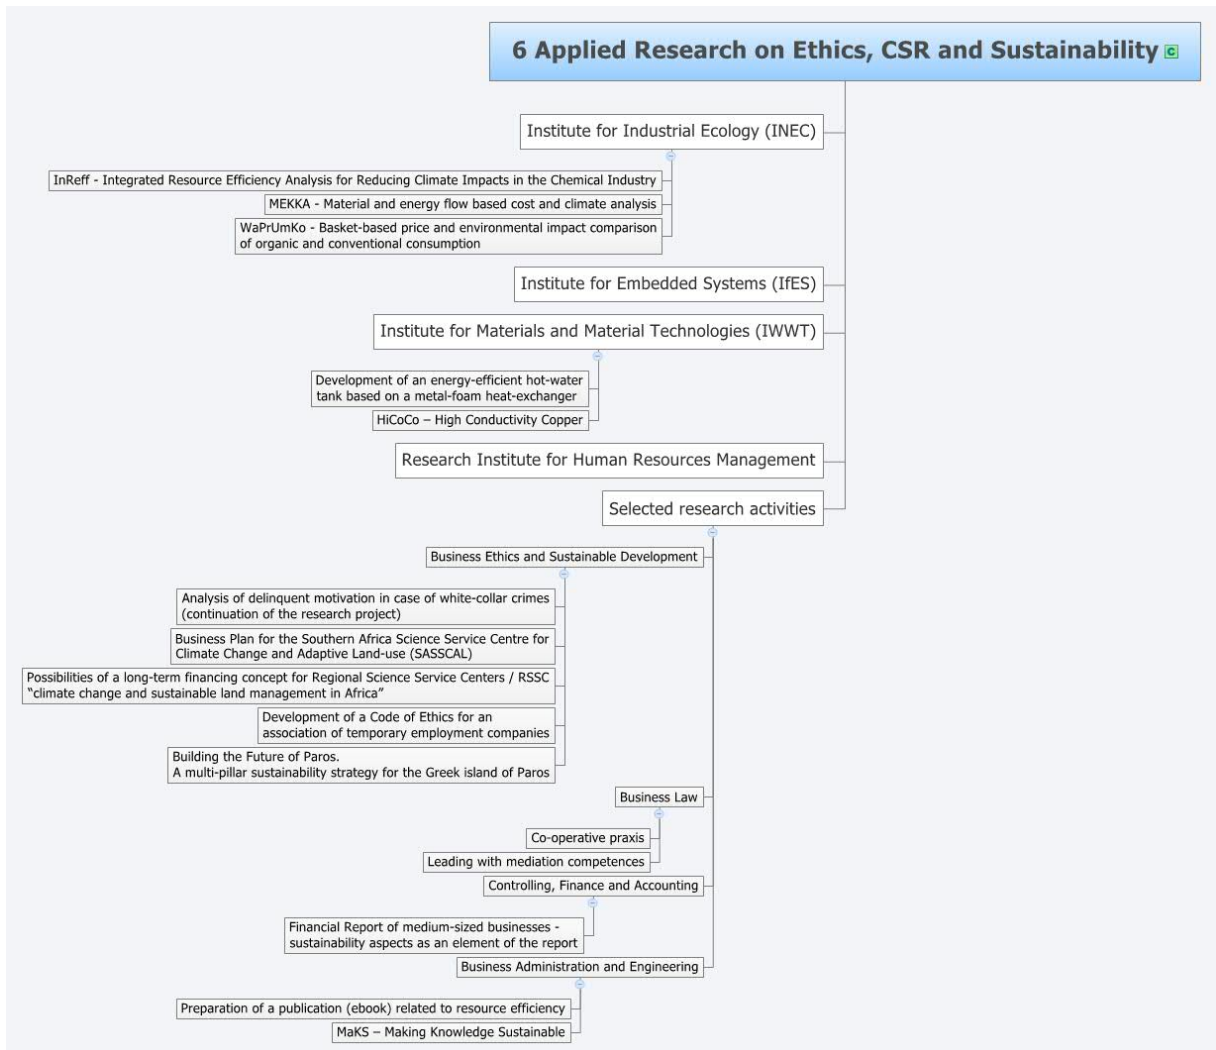 6 Applied Research on Ethics, CSR and Sustainability C
Institute for Industrial Ecology (INEC)
InReff - Integrated Resource Efficiency Analysis for Reducing Climate Impacts in the Chemical Industry
MEKKA - Material and energy flow based cost and climate analysis
WaPrUmKo - Basket-based price and environmental impact comparison
of organic and conventional consumption
Institute for Embedded Systems (IfES)
Institute for Materials and Material Technologies (IWWT)
Development of an energy-efficient hot-water
tank based on a metal-foam heat-exchanger
HiCoCo – High Conductivity Copper
Research Institute for Human Resources Management
Selected research activities
Business Ethics and Sustainable Development
Analysis of delinquent motivation in case of white-collar crimes
(continuation of the research project)
Business Plan for the Southern Africa Science Service Centre for
Climate Change and Adaptive Land-use (SASSCAL)
Possibilities of a long-term financing concept for Regional Science Service Centers / RSSC
“climate change and sustainable land management in Africa”
Development of a Code of Ethics for an
association of temporary employment companies
Building the Future of Paros.
A multi-pillar sustainability strategy for the Greek island of Paros
Business Law
Co-operative praxis
Leading with mediation competences
Controlling, Finance and Accounting
Financial Report of medium-sized businesses -
sustainability aspects as an element of the report
Business Administration and Engineering
Preparation of a publication (ebook) related to resource efficiency
MaKS – Making Knowledge Sustainable